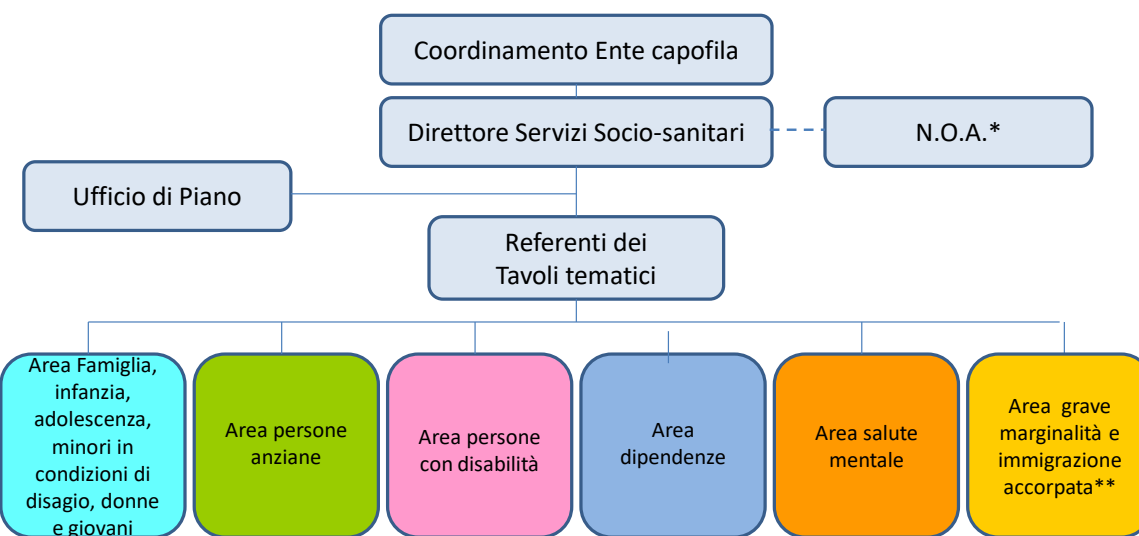 Coordinamento Ente capofila
Direttore Servizi Socio-sanitari
N.O.A.*
Ufficio di Piano
Referenti dei
Tavoli tematici
Area Famiglia,
infanzia,
adolescenza,
minori in
condizioni di
disagio, donne
e giovani
Area persone
anziane
Area persone
con disabilità
Area
dipendenze
Area salute
mentale
Area grave
marginalità e
immigrazione
accorpata**